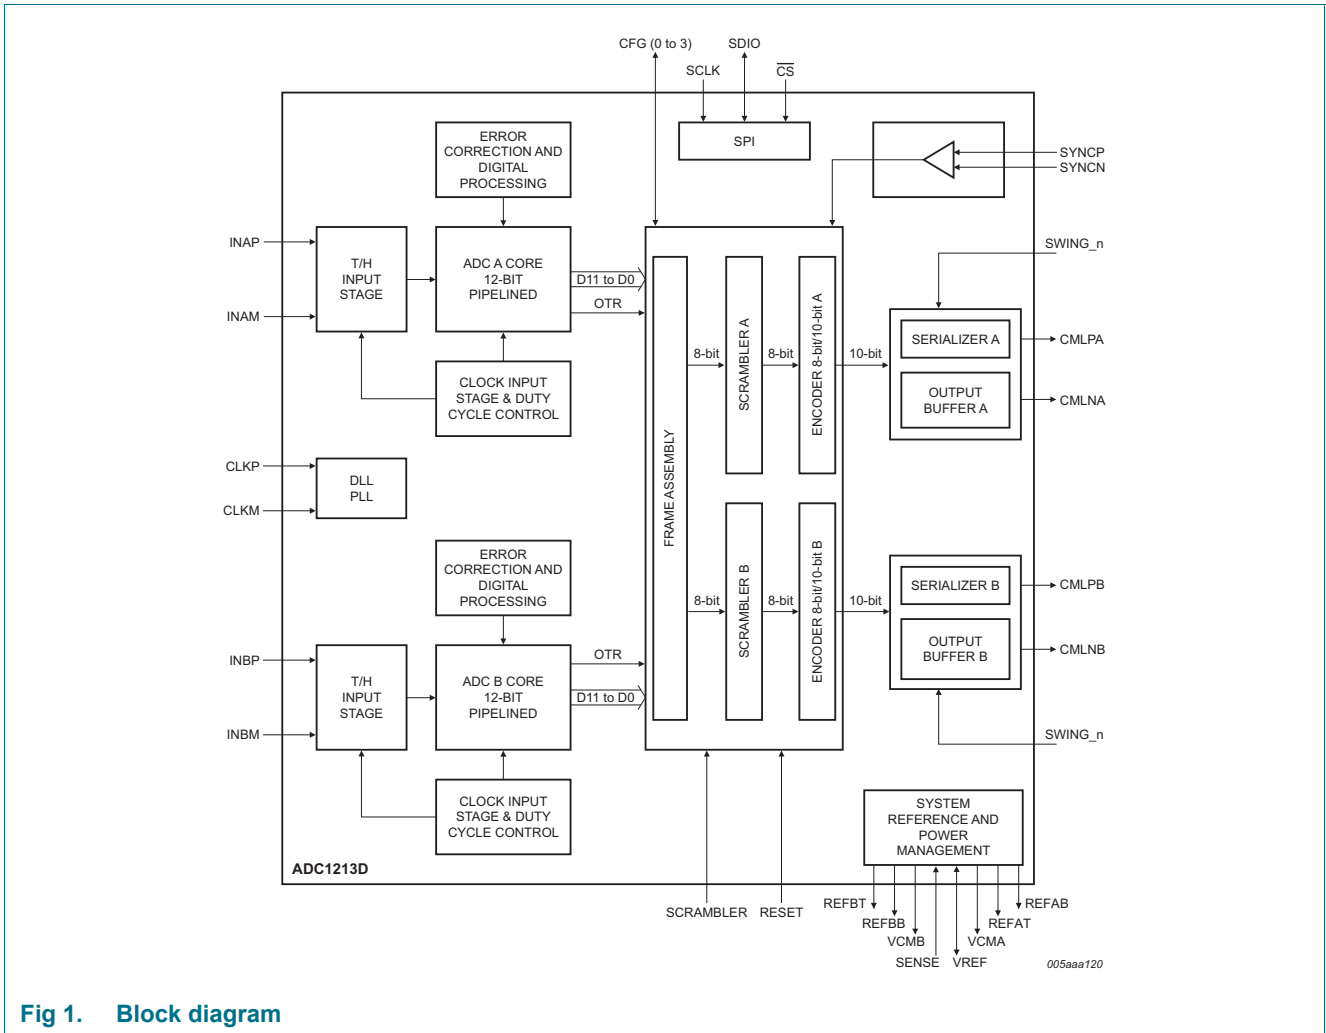 CFG (0 to 3)
SDIO
SCLK
CS
ERROR
CORRECTION AND
DIGITAL
PROCESSING
SPI
SYNCP
SYNCN
INAP
INAM
T/H
INPUT
STAGE
ADC A CORE
12-BIT
PIPELINED
D11 to D0
OTR
SWING_n
CLOCK INPUT
STAGE & DUTY
CYCLE CONTROL
FRAME ASSEMBLY
8-bit
SCRAMBLER A
8-bit
ENCODER 8-bit/10-bit A
10-bit
SERIALIZER A
OUTPUT
BUFFER A
CMLPA
CMLNA
CLKP
CLKM
DLL
PLL
ERROR
CORRECTION AND
DIGITAL
PROCESSING
8-bit
SCRAMBLER B
8-bit
ENCODER 8-bit/10-bit B
10-bit
SERIALIZER B
OUTPUT
BUFFER B
CMLPB
CMLNB
INBP
INBM
T/H
INPUT
STAGE
ADC B CORE
12-BIT
PIPELINED
OTR
D11 to D0
SWING_n
CLOCK INPUT
STAGE & DUTY
CYCLE CONTROL
SYSTEM
REFERENCE AND
POWER
MANAGEMENT
ADC1213D
SCRAMBLER
RESET
REFBT
REFBB
VCMB
SENSE
VREF
VCMA
REFAT
REFAB
005aaa120
Fig 1. Block diagram